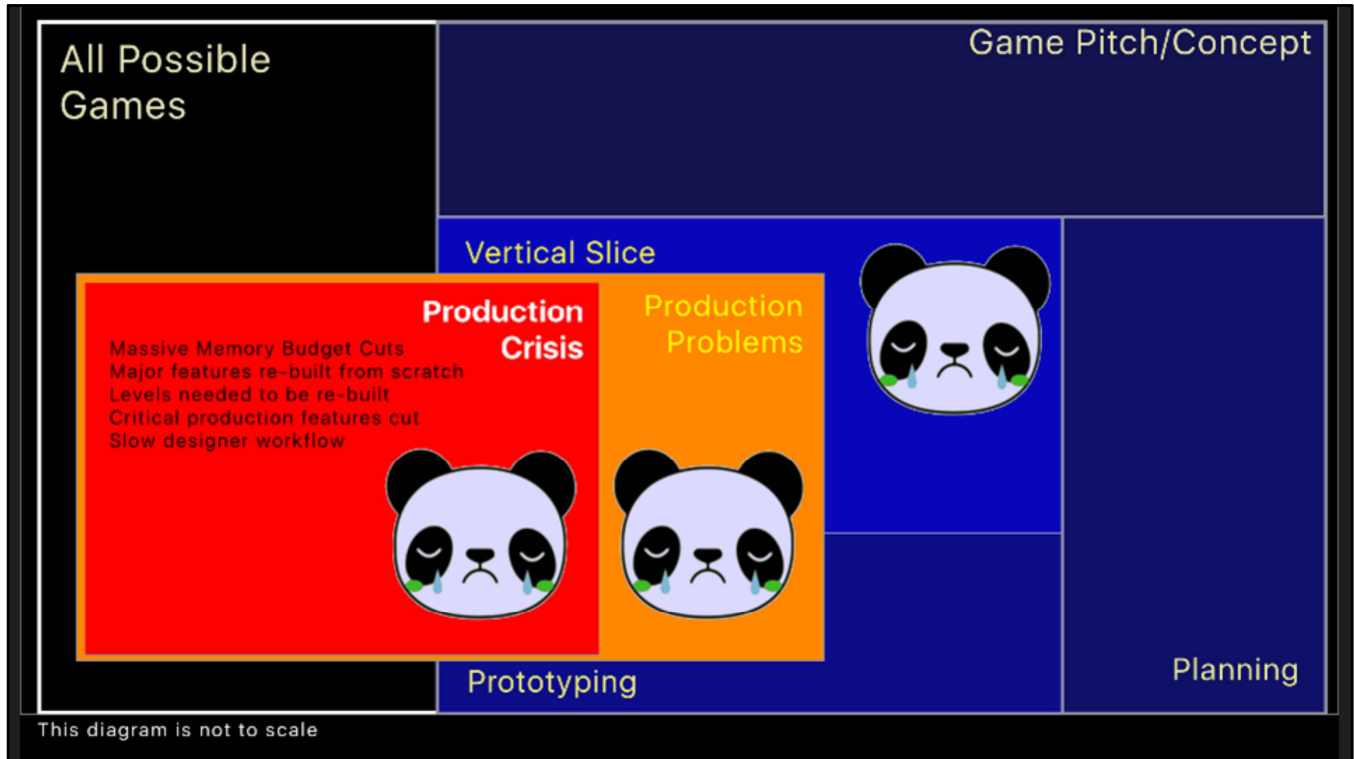 All Possible
Games
Game Pitch/Concept
Vertical Slice
Production
Crisis
Production
Problems
Massive Memory Budget Cuts
Major features re-built from scratch
Levels needed to be re-built
Critical production features cut
Slow designer workflow
Prototyping
Planning
This diagram is not to scale